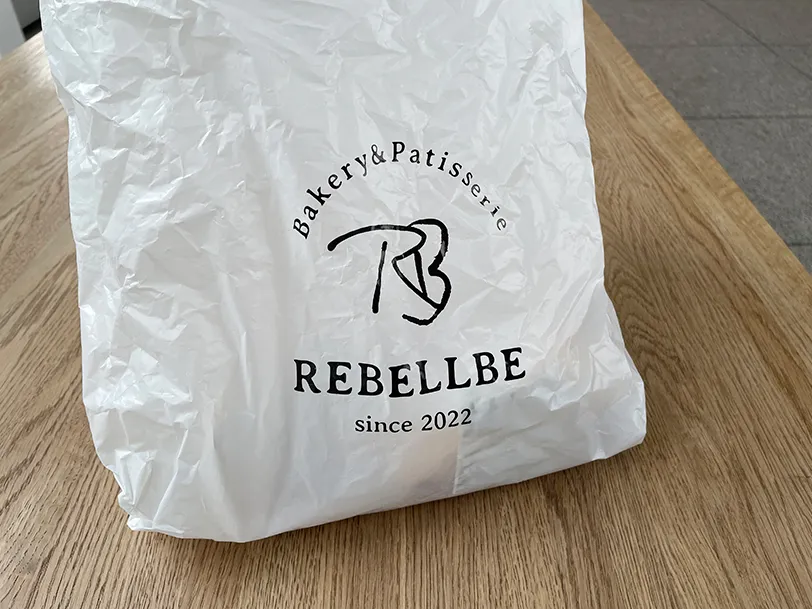 Bakery&Patisserie
RB
REBELLBE
since 2022